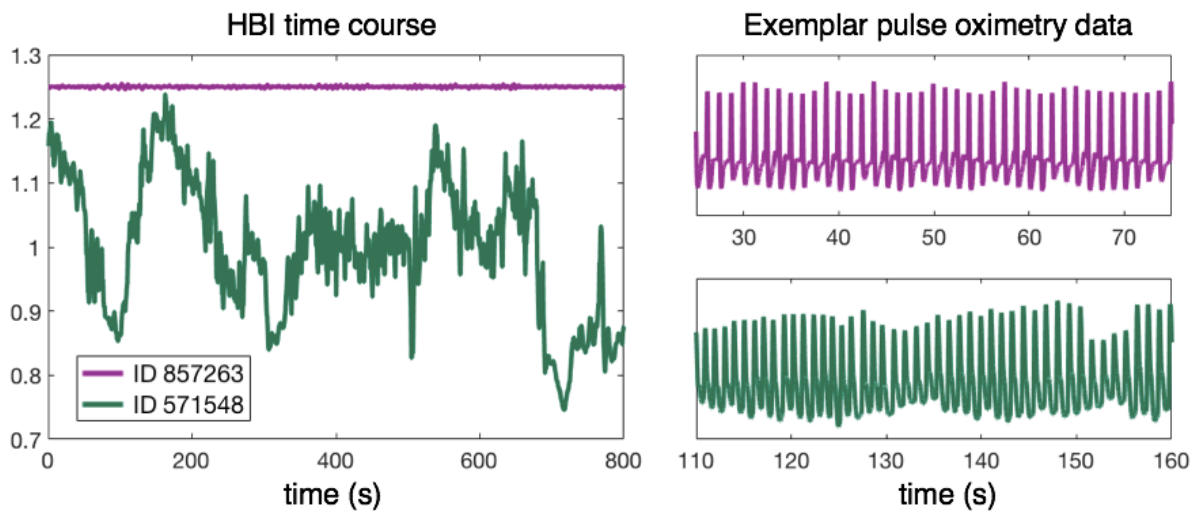 HBI time course
1.3
1.2
1.1
1
0.9
0.8
0.7
ID 857263
ID 571548
0 200 400 600 800
time (s)
Exemplar pulse oximetry data
30 40 50 60 70
110 120 130 140 150 160
time (s)